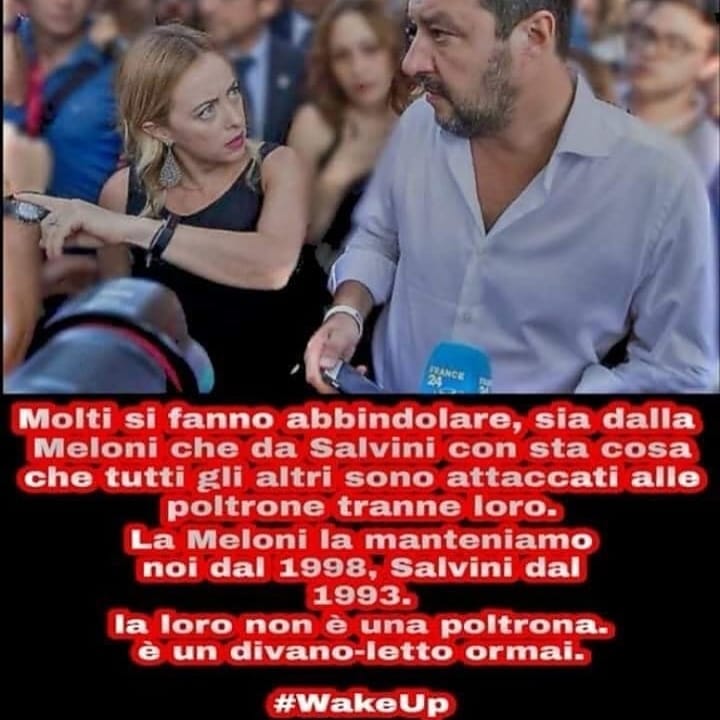 FRANCE
24
24
Molti si fanno abbindolare, sia dalla
Meloni che da Salvini con sta cosa
che tutti gli altri sono attaccati alle
poltrone tranne loro.
La Meloni la manteniamo
noi dal 1998, Salvini dal
1993.
la loro non è una poltrona.
è un divano-letto ormai.
#WakeUp